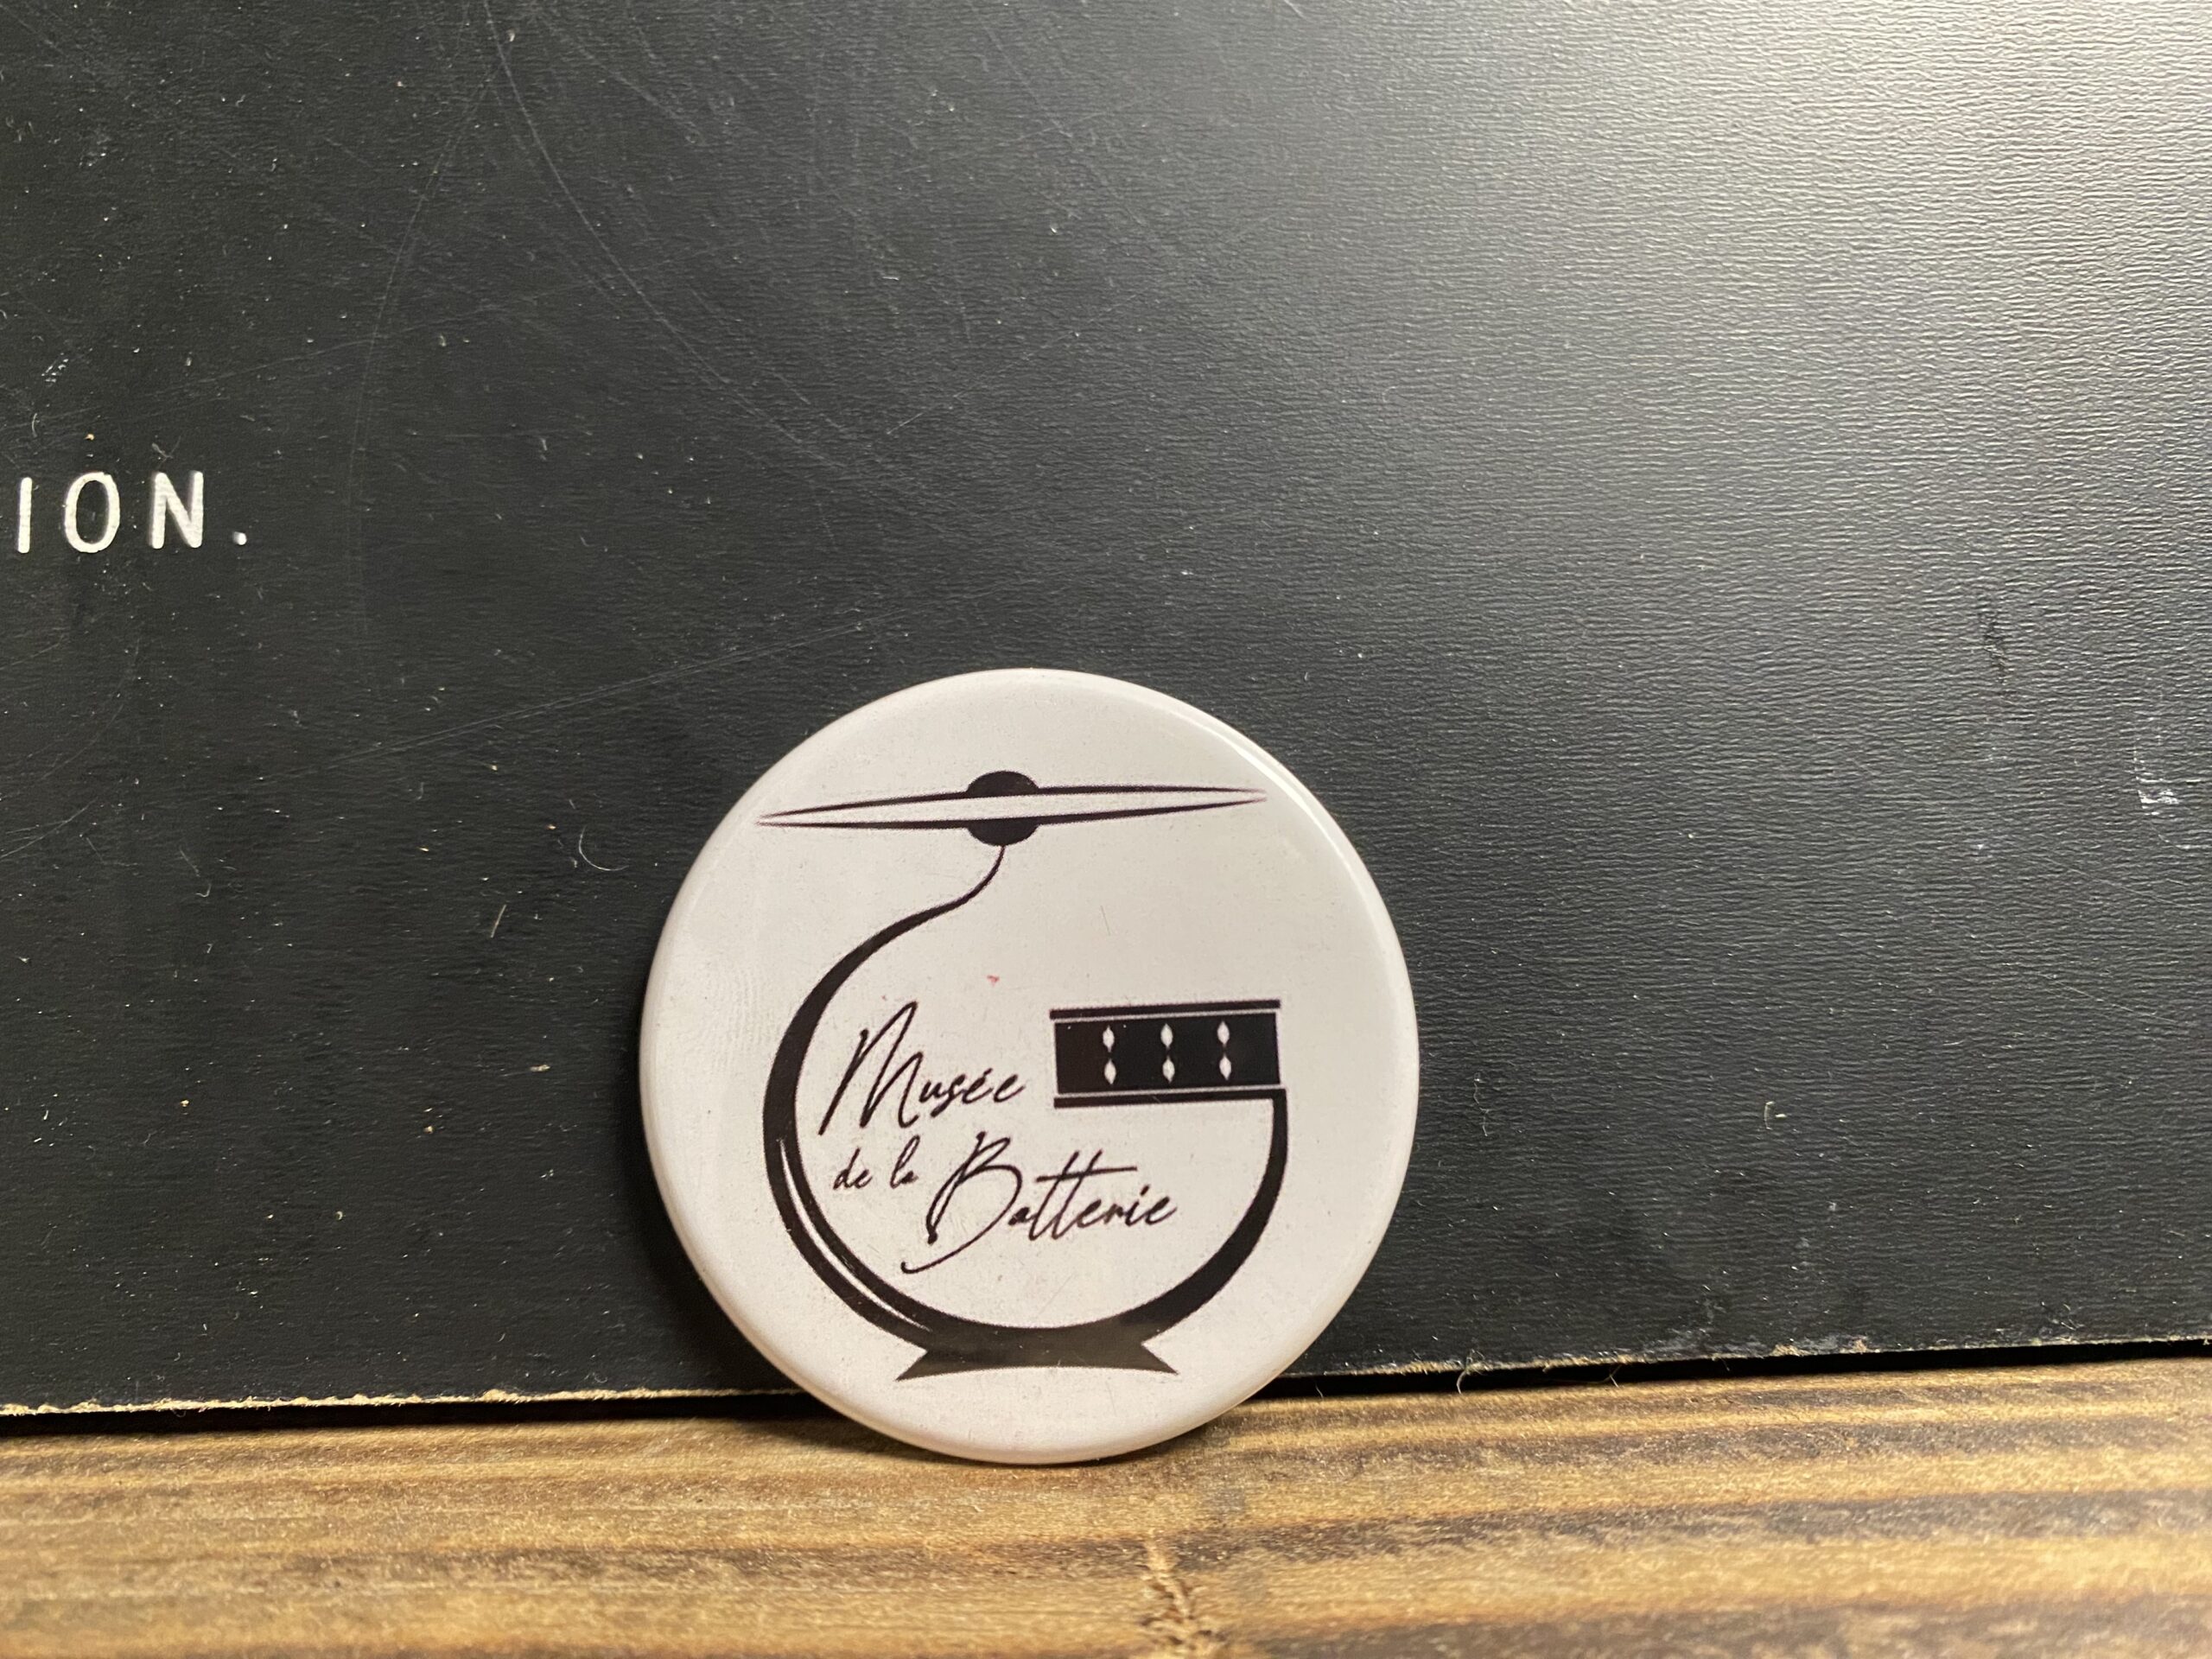 ION.
Musée
de la Batterie